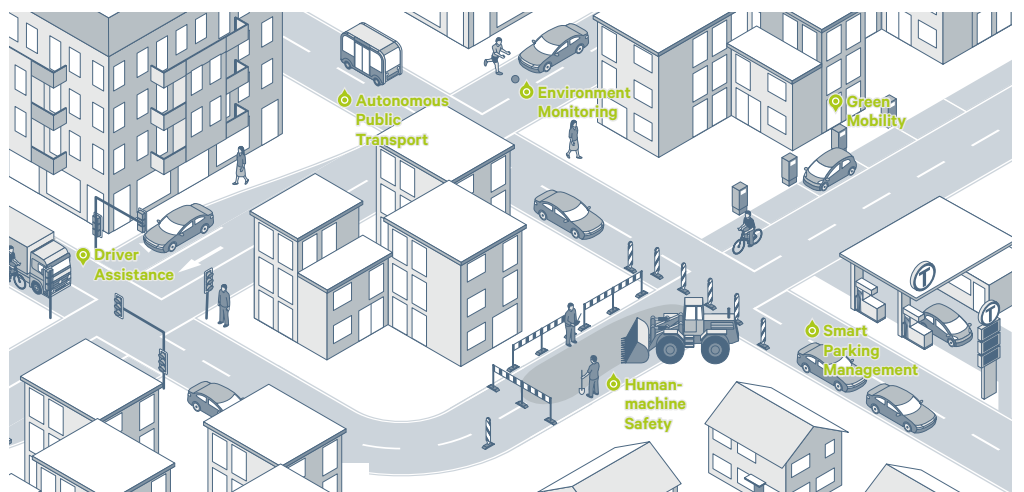 Autonomous
Public
Transport
Environment
Monitoring
Green
Mobility
Driver
Assistance
T
T
Smart
Parking
Management
Human-
machine
Safety